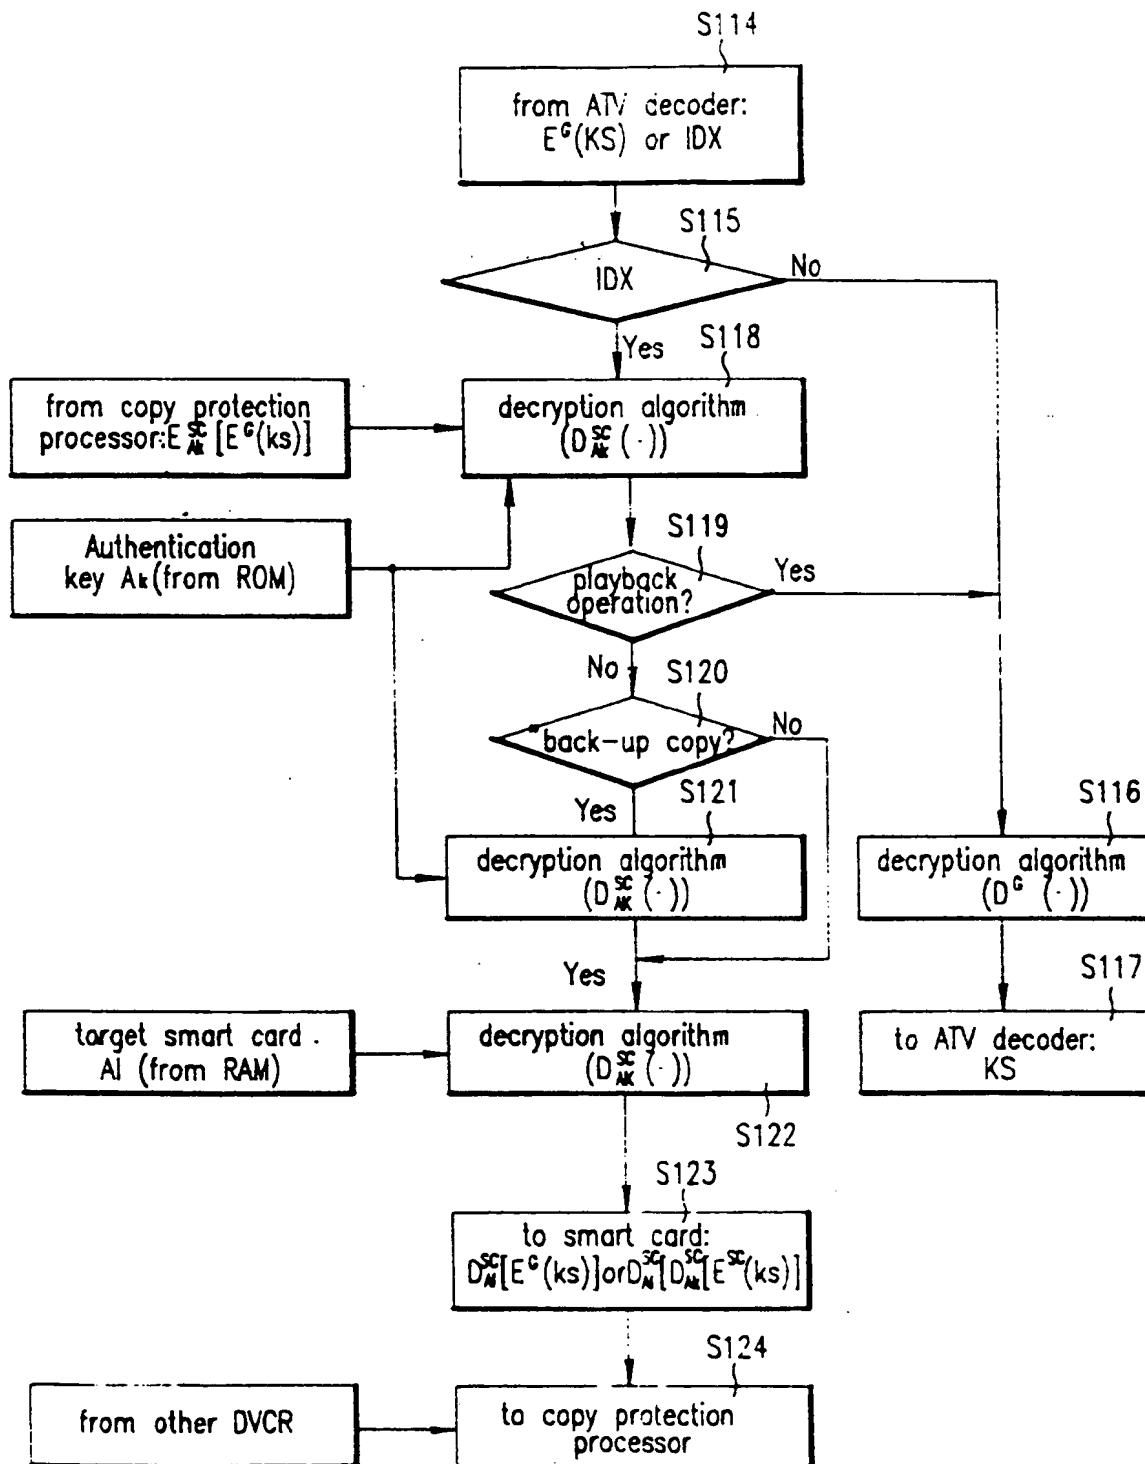 S114
from ATV decoder:
E^G(KS) or IDX
S115
IDX
No
Yes
S118
from copy protection
processor:E^SC_Ak[E^G(ks)]
decryption algorithm
(D^SC_Ak(·))
Authentication
key Ak(from ROM)
S119
playback
operation?
Yes
No
S120
back-up copy?
No
Yes
S121
decryption algorithm
(D^SC_AK(·))
S116
decryption algorithm
(D^G(·))
Yes
S117
target smart card
AI (from RAM)
decryption algorithm
(D^SC_AK(·))
to ATV decoder:
KS
S122
S123
to smart card:
D^SC_AI[E^G(ks)]orD^SC_AI[D^SC_Ak[E^SC(ks)]
S124
from other DVCR
to copy protection
processor